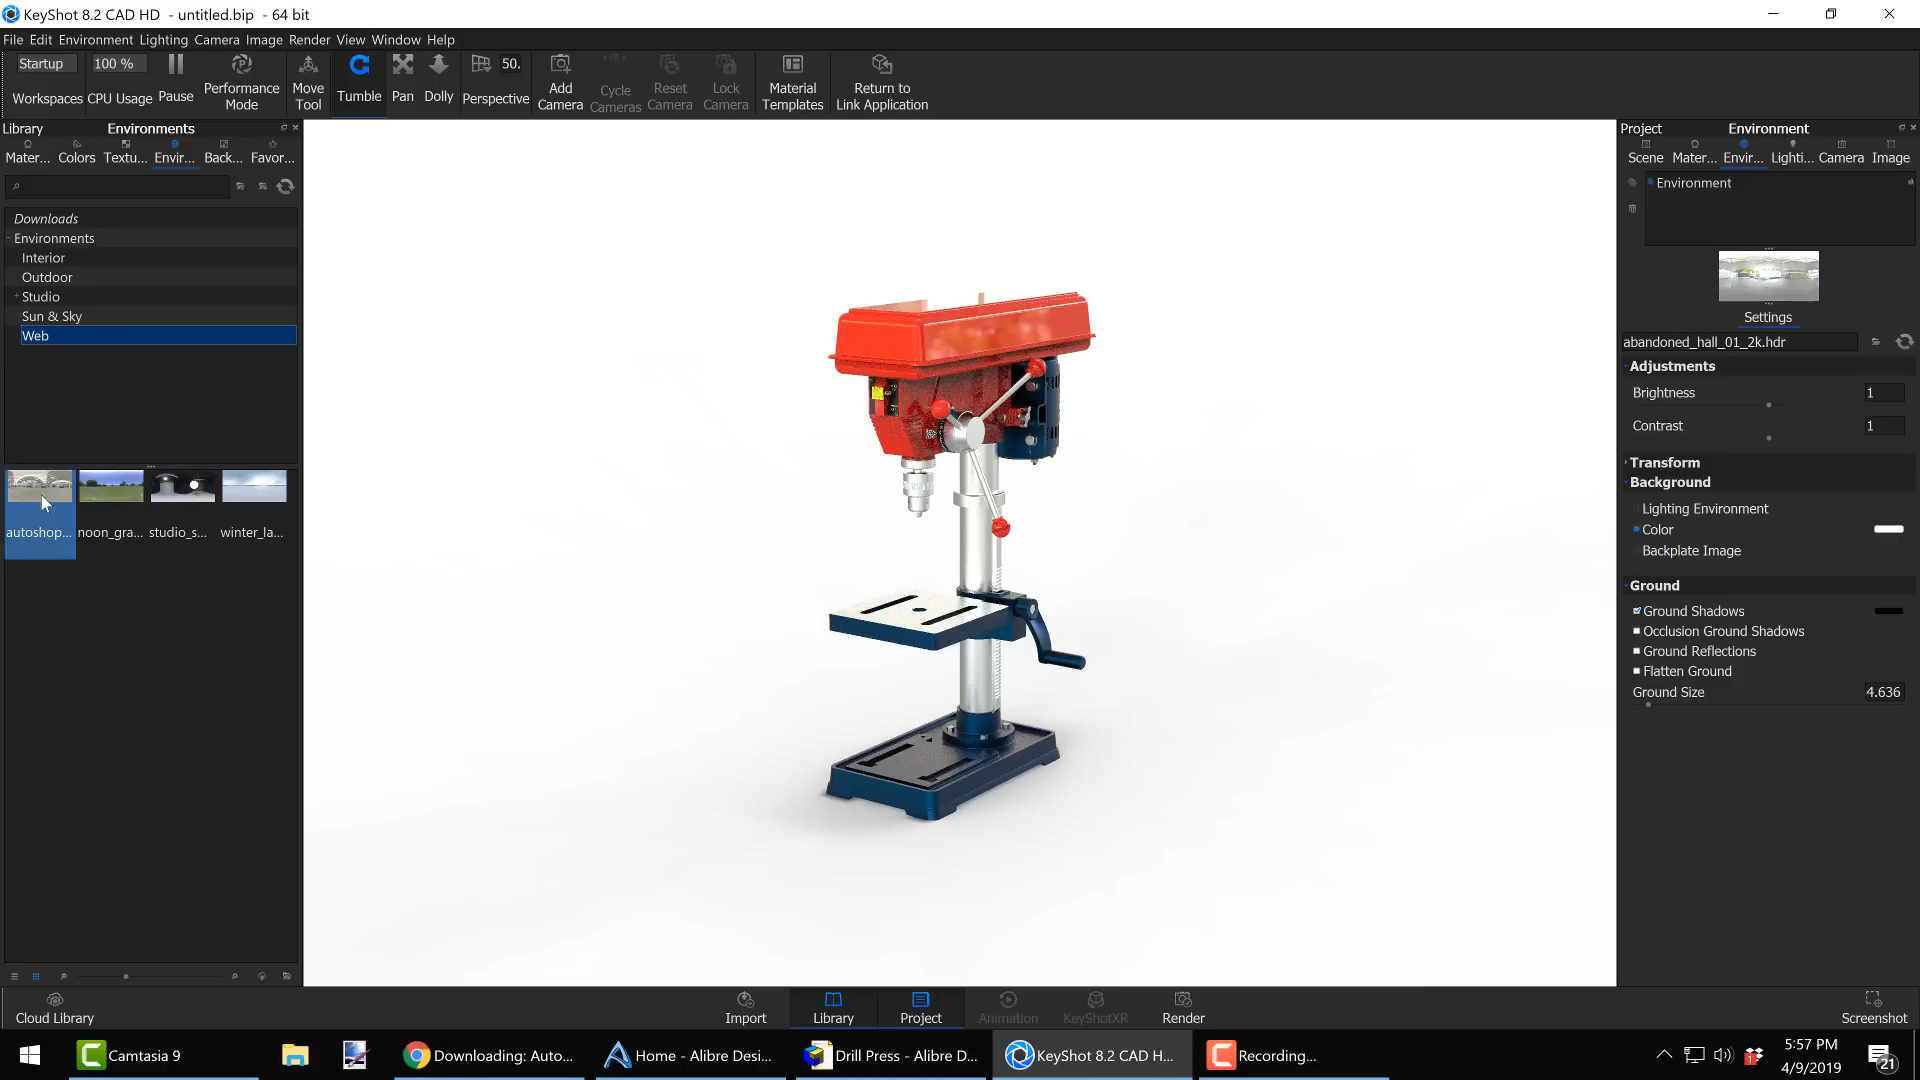 KeyShot 8.2 CAD HD - untitled.bip - 64 bit
File Edit Environment Lighting Camera Image Render View Window Help
Startup 100 % 50.
Workspaces CPU Usage Pause Performance Mode Move Tool Tumble Pan Dolly Perspective Add Camera Cycle Cameras Reset Camera Lock Camera Material Templates Return to Link Application
Library Environments
Mater... Colors Textu... Envir... Back... Favor...
Downloads
Environments
Interior
Outdoor
Studio
Sun & Sky
Web
autoshop... noon_gra... studio_s... winter_la...
Project Environment
Scene Mater... Envir... Lighti... Camera Image
Environment
Settings
abandoned_hall_01_2k.hdr
Adjustments
Brightness 1
Contrast 1
Transform
Background
Lighting Environment
Color
Backplate Image
Ground
Ground Shadows
Occlusion Ground Shadows
Ground Reflections
Flatten Ground
Ground Size 4.636
Cloud Library Import Library Project Animation KeyShotXR Render Screenshot
Camtasia 9 Downloading: Auto... Home - Alibre Desi... Drill Press - Alibre D... KeyShot 8.2 CAD H... Recording...
5:57 PM
4/9/2019
21